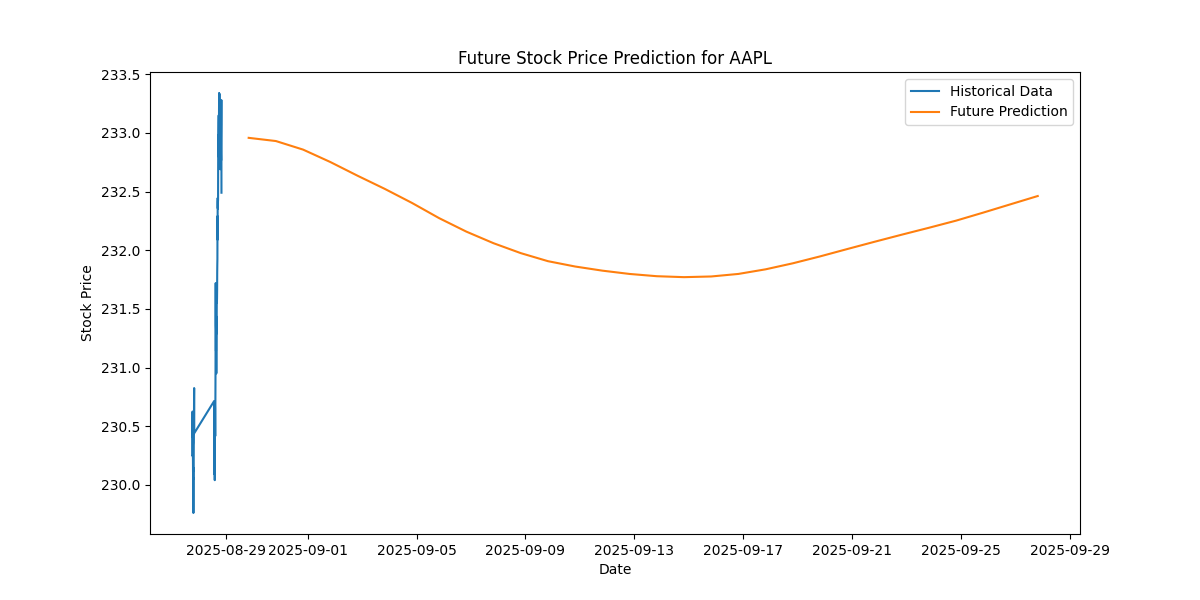 Future Stock Price Prediction for AAPL
Historical Data
Future Prediction
Stock Price
233.5
233.0
232.5
232.0
231.5
231.0
230.5
230.0
2025-08-29 2025-09-01 2025-09-05 2025-09-09 2025-09-13 2025-09-17 2025-09-21 2025-09-25 2025-09-29
Date